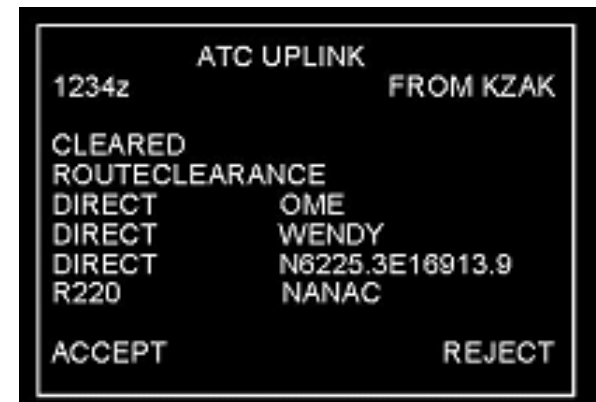 ATC UPLINK
1234z FROM KZAK
CLEARED
ROUTECLEARANCE
DIRECT OME
DIRECT WENDY
DIRECT N6225.3E16913.9
R220 NANAC
ACCEPT REJECT